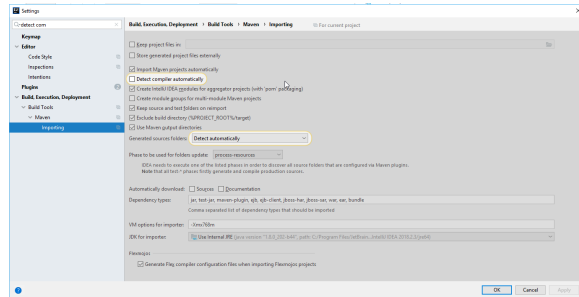 Settings
detect com
Build, Execution, Deployment › Build Tools › Maven › Importing
For current project
Keymap
Editor
Code Style
Inspections
Intentions
Plugins
Build, Execution, Deployment
Build Tools
Maven
Importing
Keep project files in:
Store generated project files externally
Import Maven projects automatically
Detect compiler automatically
Create IntelliJ IDEA modules for aggregator projects (with 'pom' packaging)
Create module groups for multi-module Maven projects
Keep source and test folders on reimport
Exclude build directory (%PROJECT_ROOT%/target)
Use Maven output directories
Generated sources folders: Detect automatically
Phase to be used for folders update: process-resources
IDEA needs to execute one of the listed phases in order to discover all source folders that are configured via Maven plugins.
Note that all test-* phases firstly generate and compile production sources.
Automatically download: Sources Documentation
Dependency types: jar, test-jar, maven-plugin, ejb, ejb-client, jboss-har, jboss-sar, war, ear, bundle
Comma separated list of dependency types that should be imported
VM options for importer: -Xmx768m
JDK for importer: Use Internal JRE
Flexmojos
Generate Flex compiler configuration files when importing Flexmojos projects
OK Cancel Apply